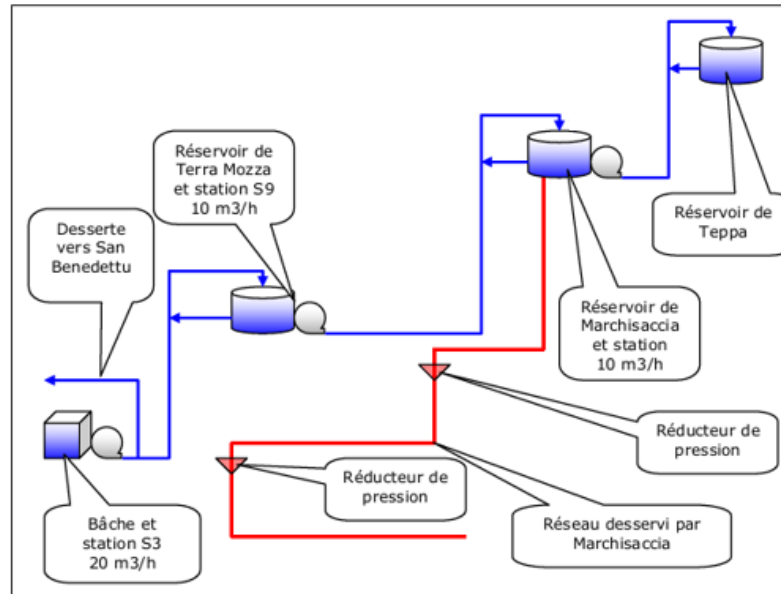 Réservoir de
Terra Mozza
et station S9
10 m3/h
Desserte
vers San
Benedettu
Réservoir de
Teppa
Réservoir de
Marchisaccia
et station
10 m3/h
Réducteur de
pression
Réducteur de
pression
Bâche et
station S3
20 m3/h
Réseau desservi par
Marchisaccia